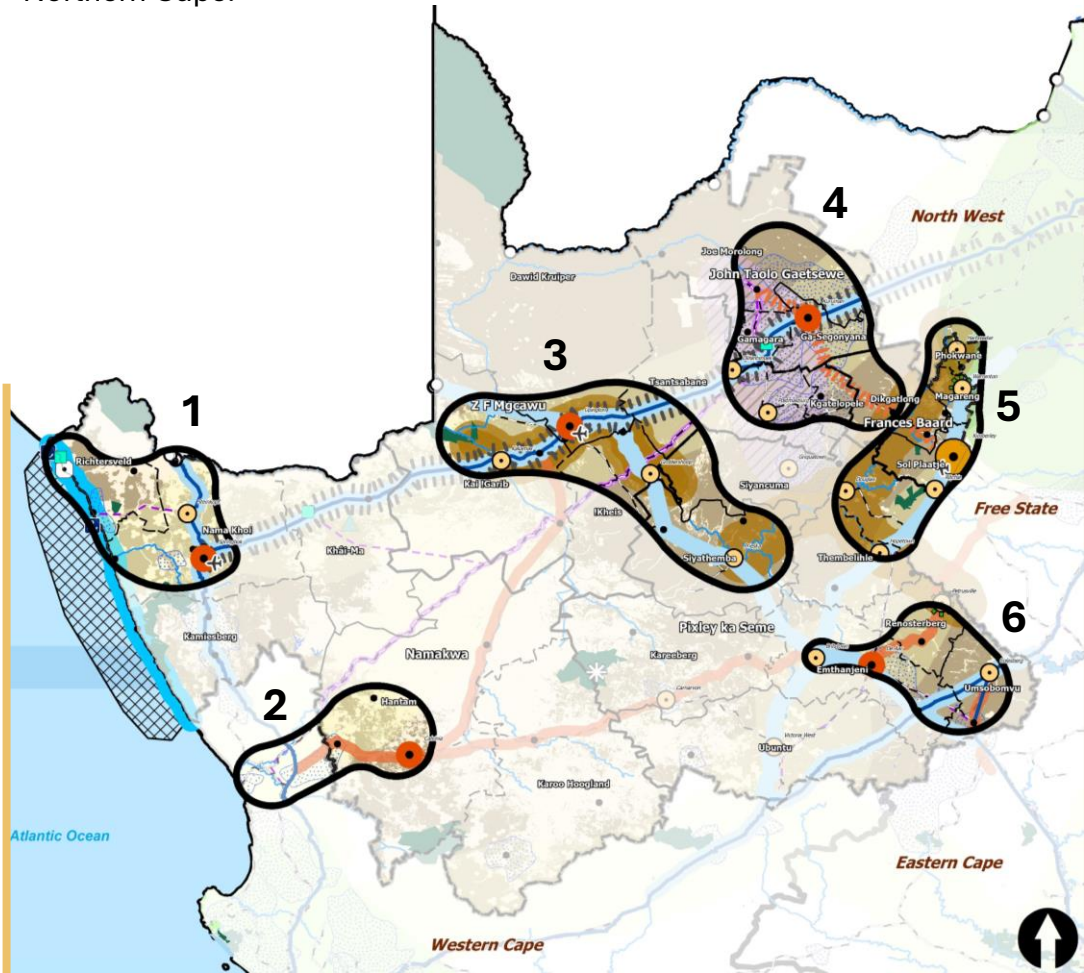 Northern Cape.
4
North West
Joe Morolong
John Taolo Gaetsewe
Dawid Kruiper
Gamagara
Ga-Segonyana
3
Tsantsabane
Phokwane
Magareng
5
Kgatelopele
Dikgatlong
Z F Mgcawu
Frances Baard
1
Richtersveld
Sol Plaatje
Kai !Garib
Siyancuma
!Kheis
Free State
Nama Khoi
Khâi-Ma
Siyathemba
Thembelihle
Kamiesberg
Namakwa
Pixley ka Seme
Kareeberg
Renosterberg
6
Emthanjeni
Umsobomvu
2
Hantam
Carnarvon
Victoria West
Ubuntu
Karoo Hoogland
Atlantic Ocean
Eastern Cape
Western Cape